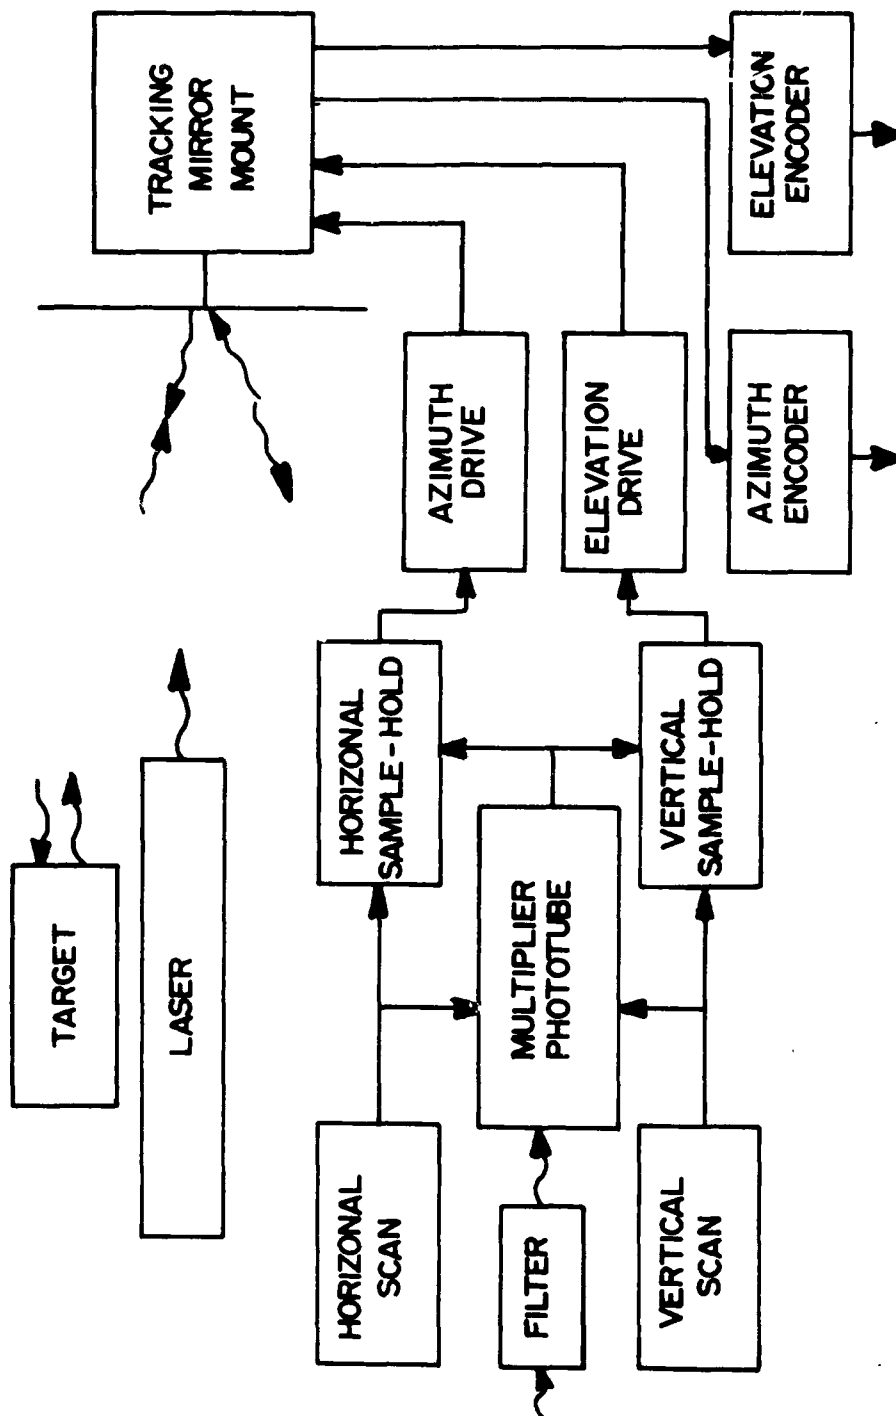 TARGET
LASER
HORIZONAL
SCAN
FILTER
VERTICAL
SCAN
MULTIPLIER
PHOTOTUBE
HORIZONAL
SAMPLE-HOLD
VERTICAL
SAMPLE-HOLD
AZIMUTH
DRIVE
ELEVATION
DRIVE
TRACKING
MIRROR
MOUNT
AZIMUTH
ENCODER
ELEVATION
ENCODER